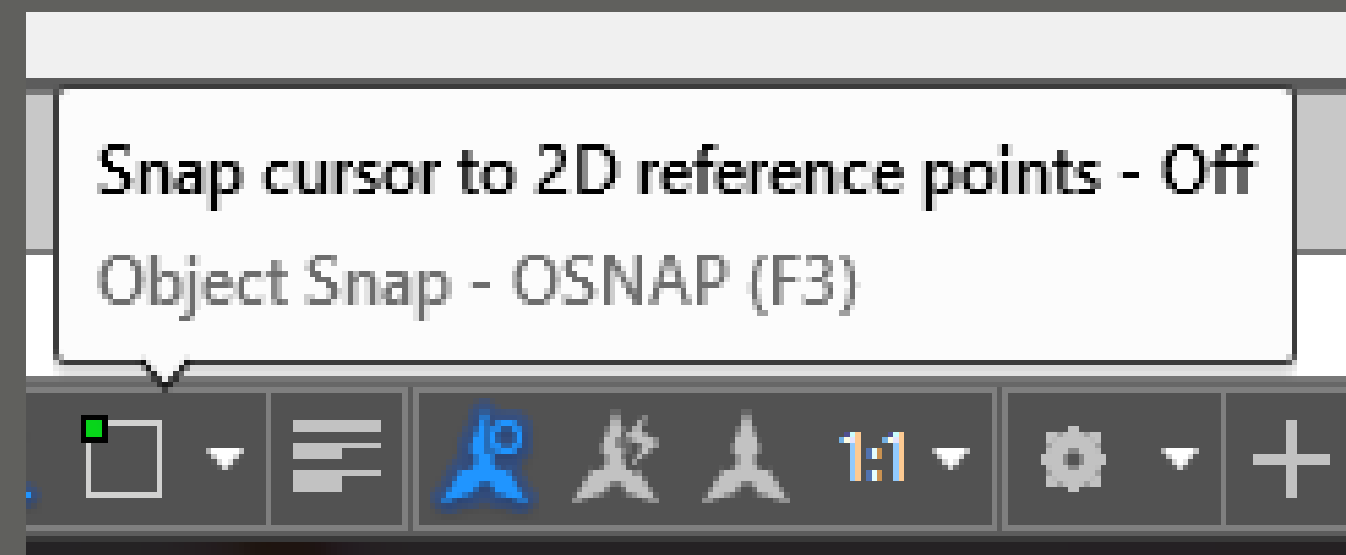 Snap cursor to 2D reference points - Off
Object Snap - OSNAP (F3)
1:1